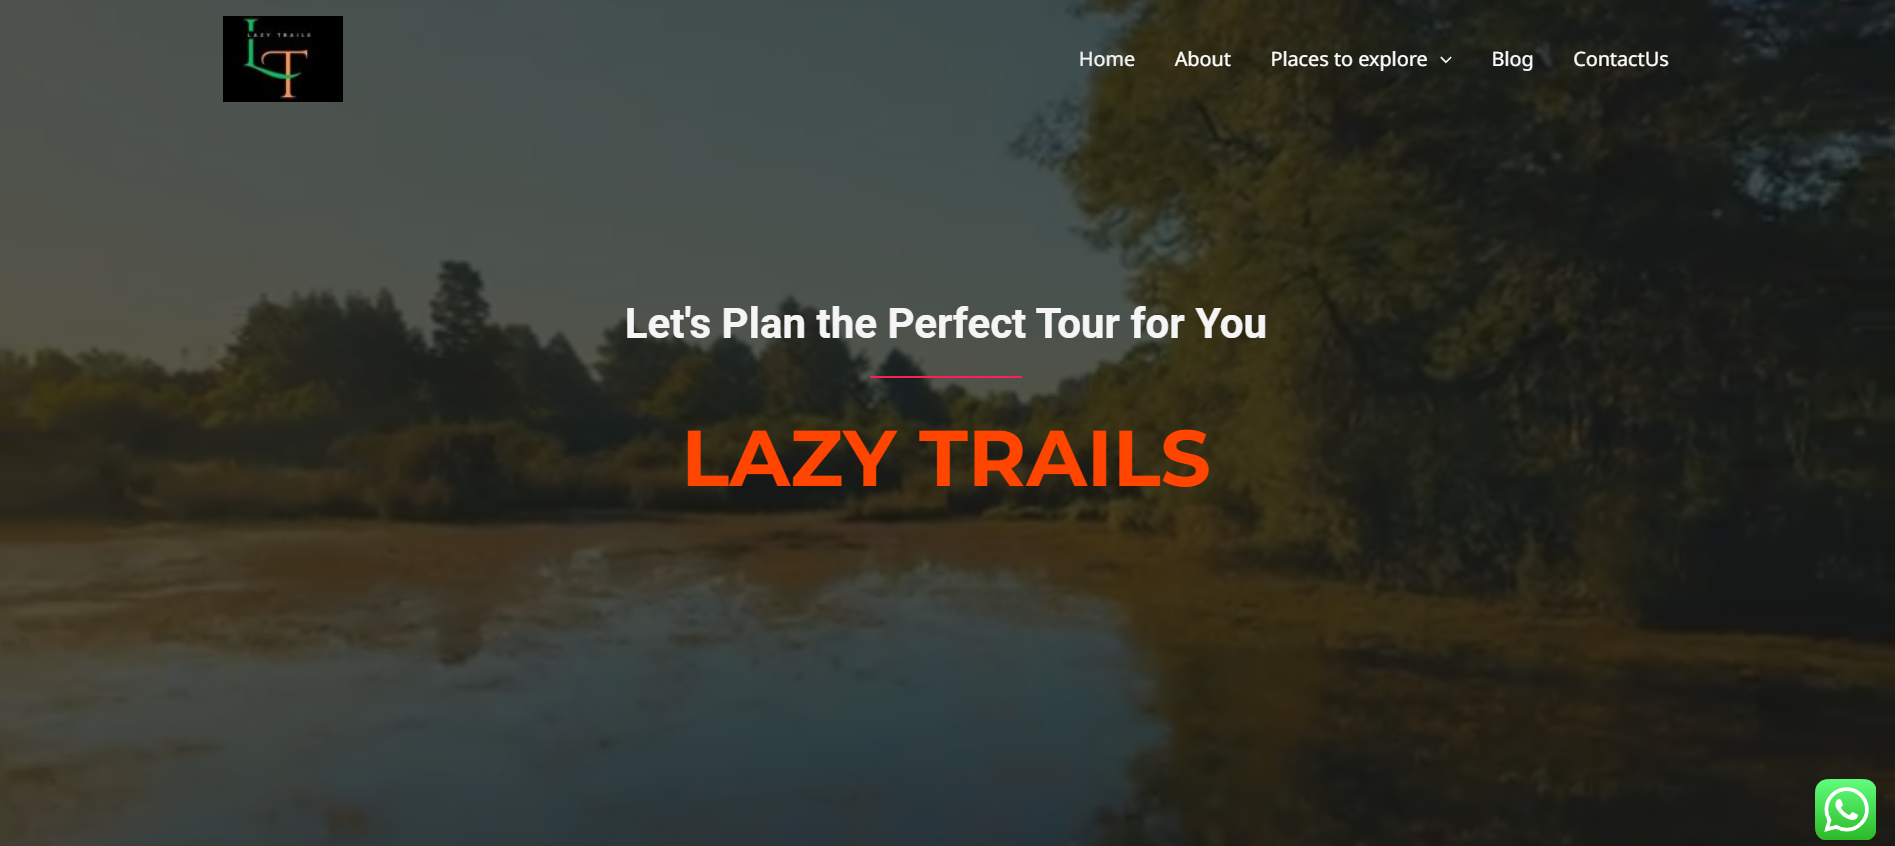 LAZY TRAILS
LT
Home About Places to explore Blog ContactUs
Let's Plan the Perfect Tour for You
LAZY TRAILS